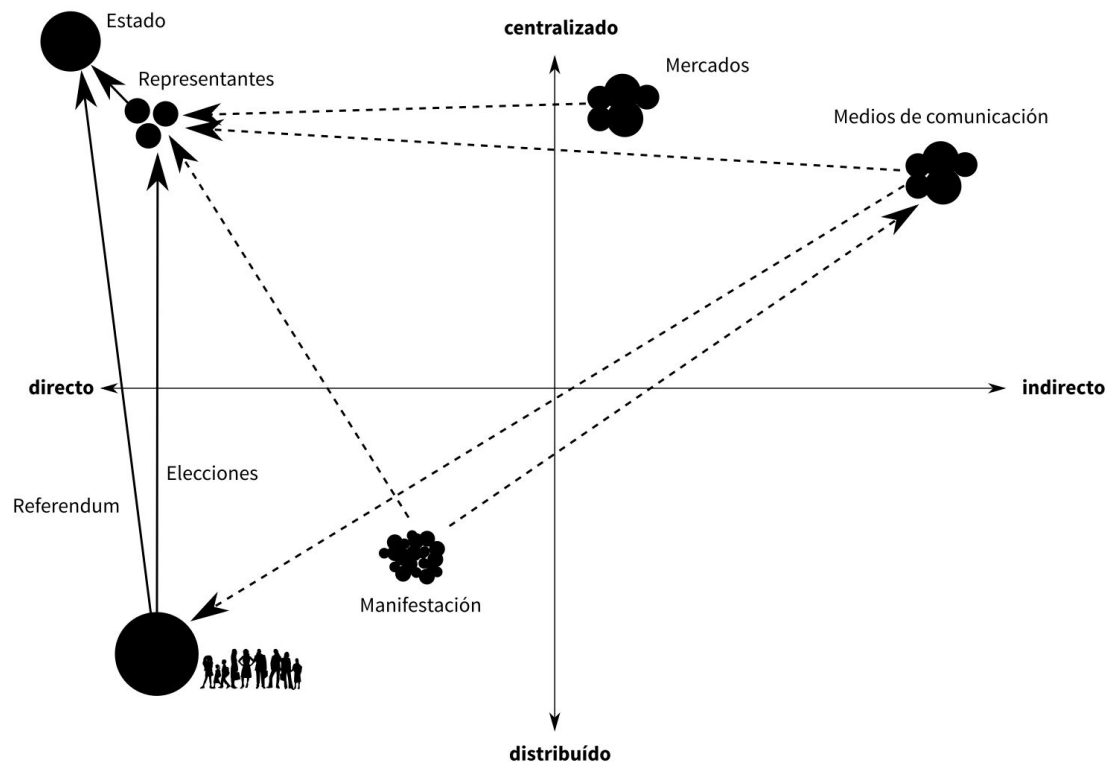 Estado
centralizado
Representantes
Mercados
Medios de comunicación
directo
indirecto
Elecciones
Referendum
Manifestación
distribuído